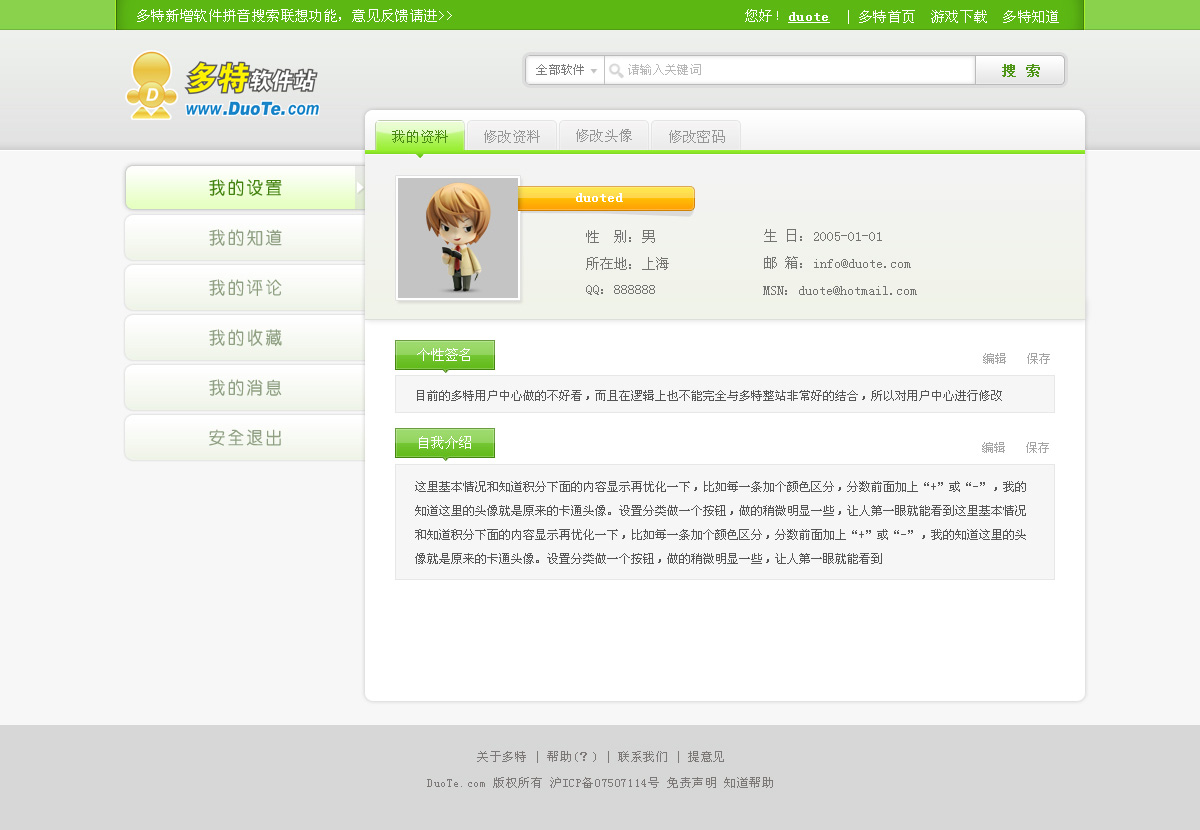 多特新增软件拼音搜索联想功能，意见反馈请进>>
您好！duote | 多特首页 游戏下载 多特知道
多特软件站
www.DuoTe.com
全部软件 请输入关键词 搜 索
我的资料 修改资料 修改头像 修改密码
我的设置
我的知道
我的评论
我的收藏
我的消息
安全退出
duoted
性 别：男 生 日：2005-01-01
所在地：上海 邮 箱：info@duote.com
QQ：888888 MSN：duote@hotmail.com
个性签名 编辑 保存
目前的多特用户中心做的不好看，而且在逻辑上也不能完全与多特整站非常好的结合，所以对用户中心进行修改
自我介绍 编辑 保存
这里基本情况和知道积分下面的内容显示再优化一下，比如每一条加个颜色区分，分数前面加上“+”或“-”，我的
知道这里的头像就是原来的卡通头像。设置分类做一个按钮，做的稍微明显一些，让人第一眼就能看到这里基本情况
和知道积分下面的内容显示再优化一下，比如每一条加个颜色区分，分数前面加上“+”或“-”，我的知道这里的头
像就是原来的卡通头像。设置分类做一个按钮，做的稍微明显一些，让人第一眼就能看到
关于多特 | 帮助(？) | 联系我们 | 提意见
DuoTe.com 版权所有 沪ICP备07507114号 免责声明 知道帮助
D